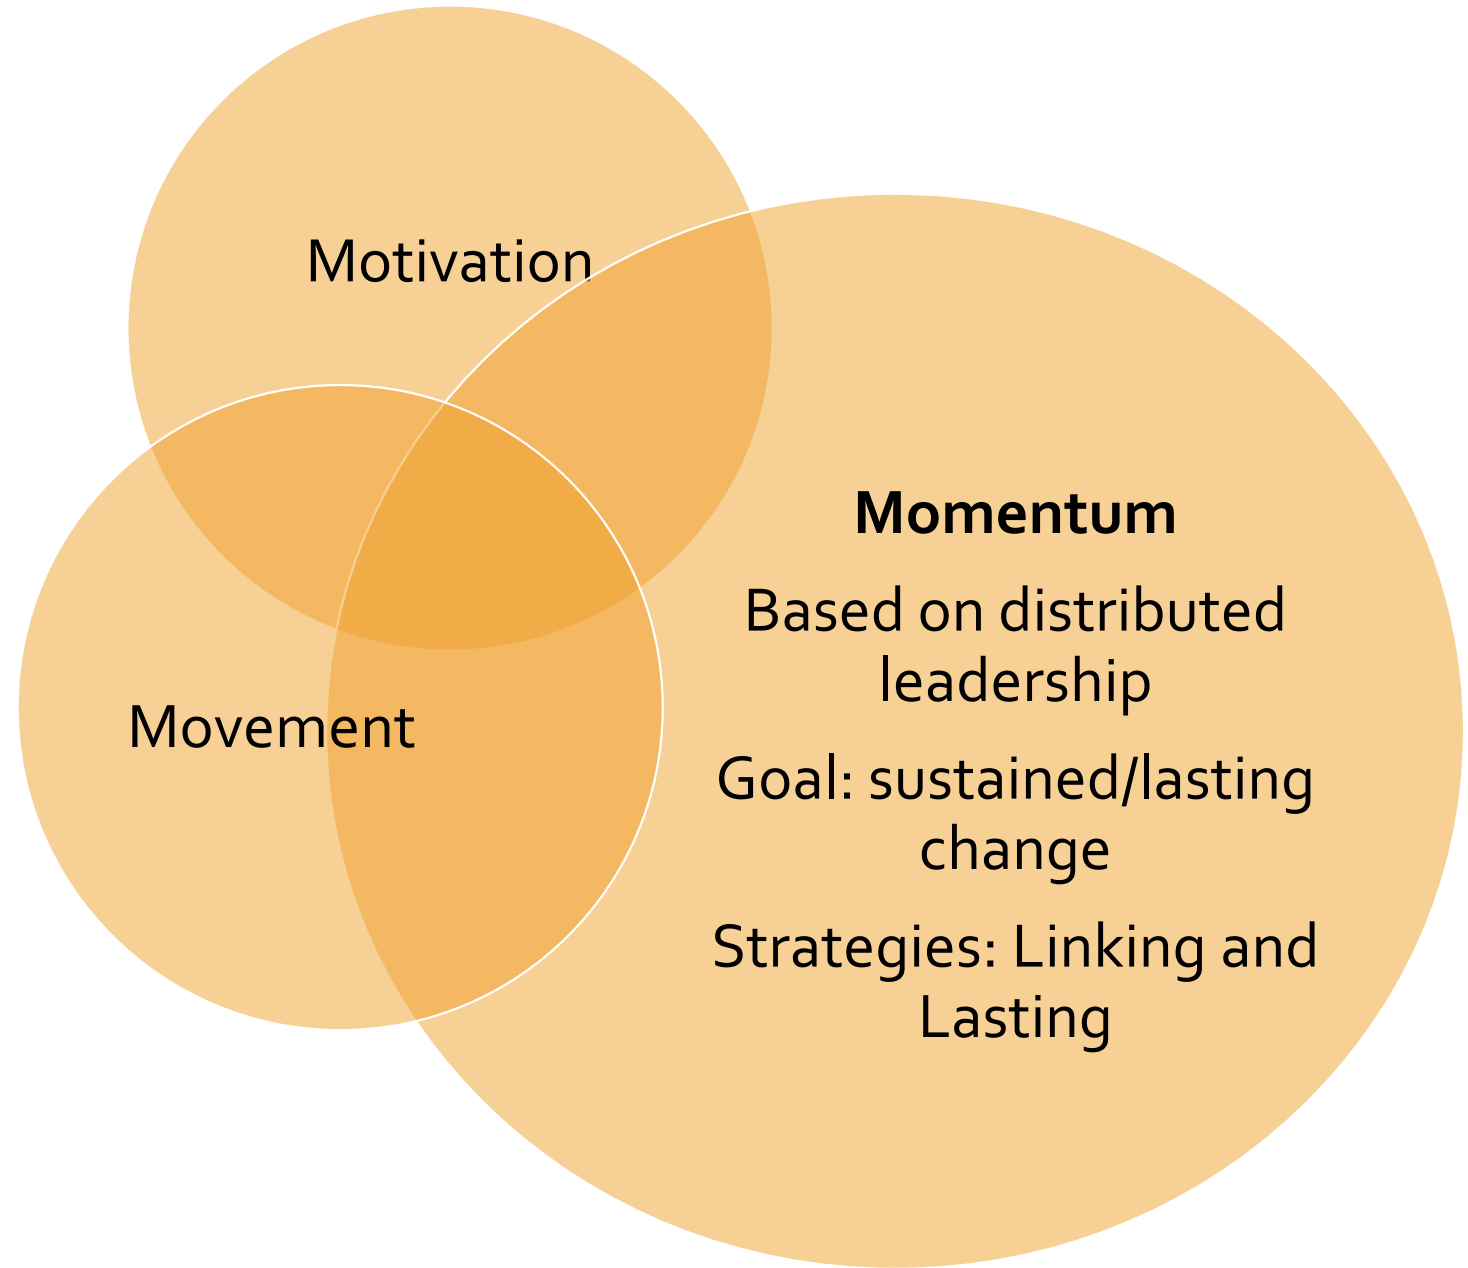 Motivation
Movement
Momentum
Based on distributed
leadership
Goal: sustained/lasting
change
Strategies: Linking and
Lasting